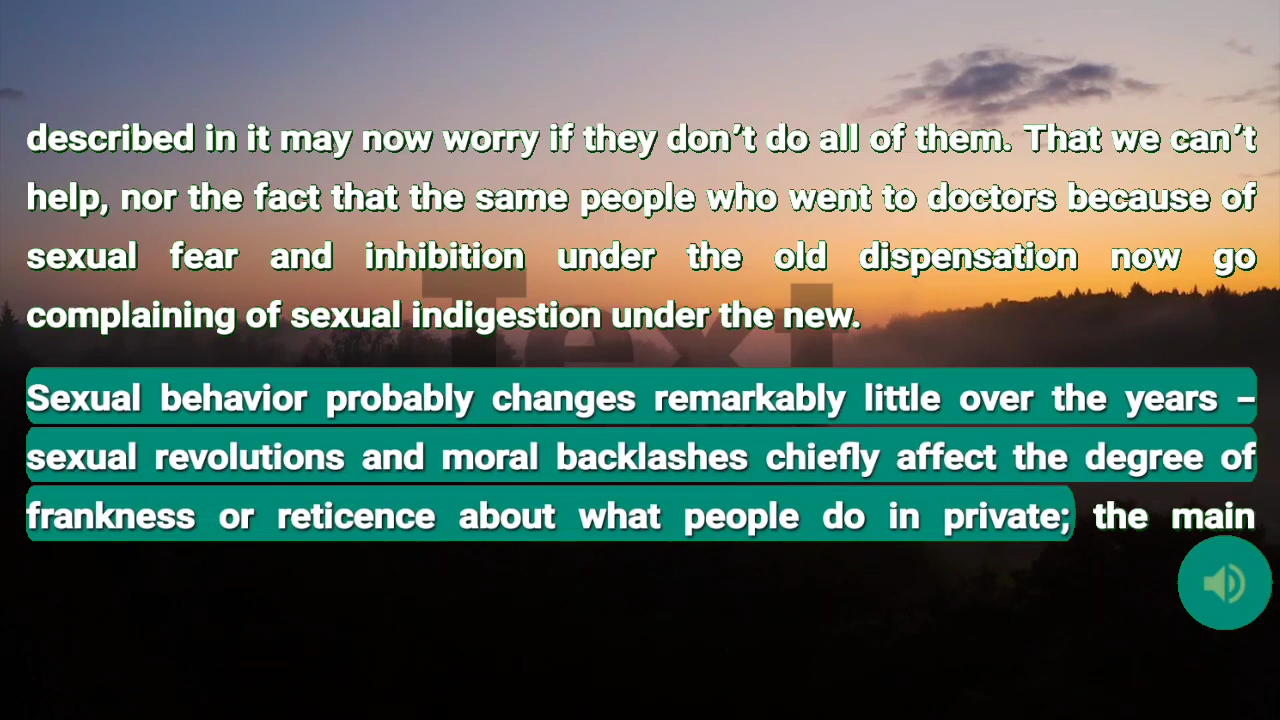 described in it may now worry if they don’t do all of them. That we can’t
help, nor the fact that the same people who went to doctors because of
sexual fear and inhibition under the old dispensation now go
complaining of sexual indigestion under the new.
Text
Sexual behavior probably changes remarkably little over the years –
sexual revolutions and moral backlashes chiefly affect the degree of
frankness or reticence about what people do in private; the main